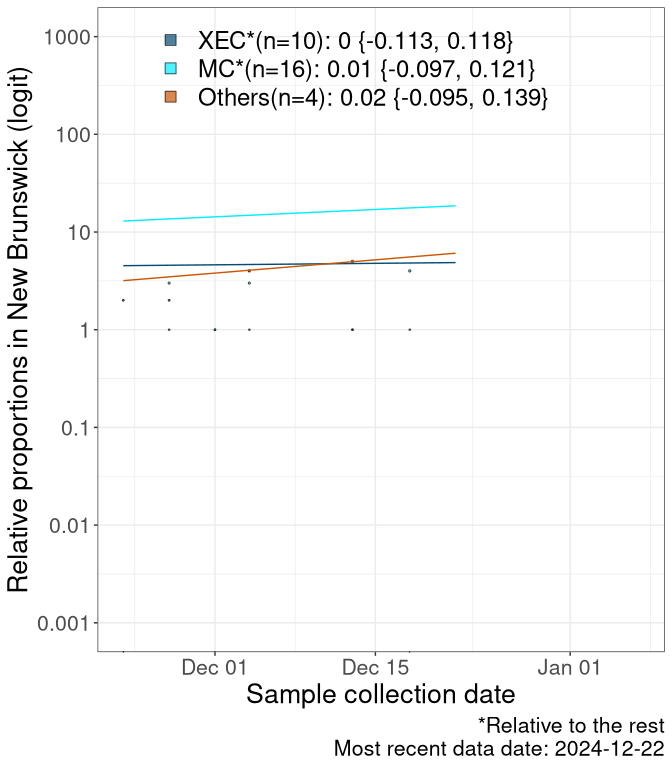 XEC*(n=10): 0 {-0.113, 0.118}
MC*(n=16): 0.01 {-0.097, 0.121}
Others(n=4): 0.02 {-0.095, 0.139}
Relative proportions in New Brunswick (logit)
1000
100
10
1
0.1
0.01
0.001
Dec 01
Dec 15
Jan 01
Sample collection date
*Relative to the rest
Most recent data date: 2024-12-22